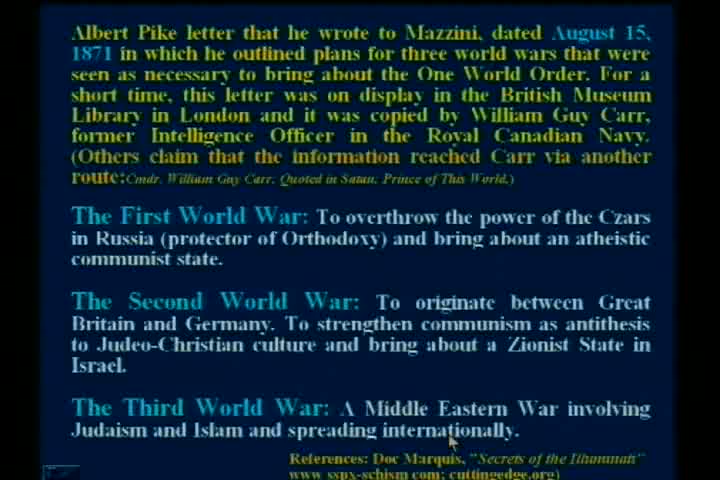 Albert Pike letter that he wrote to Mazzini, dated August 15,
1871 in which he outlined plans for three world wars that were
seen as necessary to bring about the One World Order. For a
short time, this letter was on display in the British Museum
Library in London and it was copied by William Guy Carr,
former Intelligence Officer in the Royal Canadian Navy.
(Others claim that the information reached Carr via another
route:Cmdr. William Guy Carr, Quoted in Satan, Prince of This World.)
The First World War: To overthrow the power of the Czars
in Russia (protector of Orthodoxy) and bring about an atheistic
communist state.
The Second World War: To originate between Great
Britain and Germany. To strengthen communism as antithesis
to Judeo-Christian culture and bring about a Zionist State in
Israel.
The Third World War: A Middle Eastern War involving
Judaism and Islam and spreading internationally.
References: Doc Marquis, "Secrets of the Illuminati"
www.sspx-schism.com; cuttingedge.org)